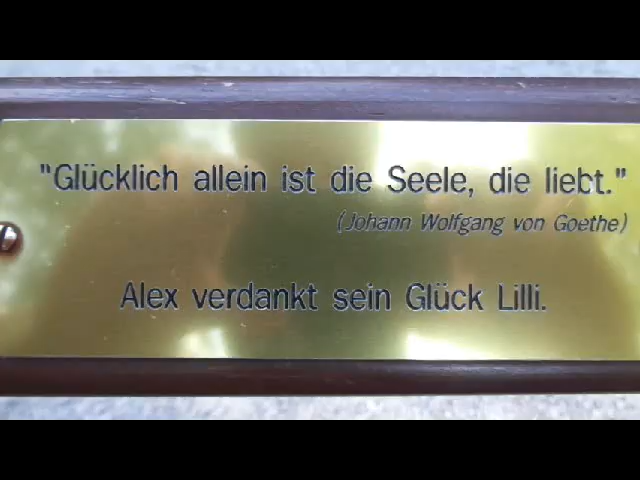 "Glücklich allein ist die Seele, die liebt."
(Johann Wolfgang von Goethe)
Alex verdankt sein Glück Lilli.